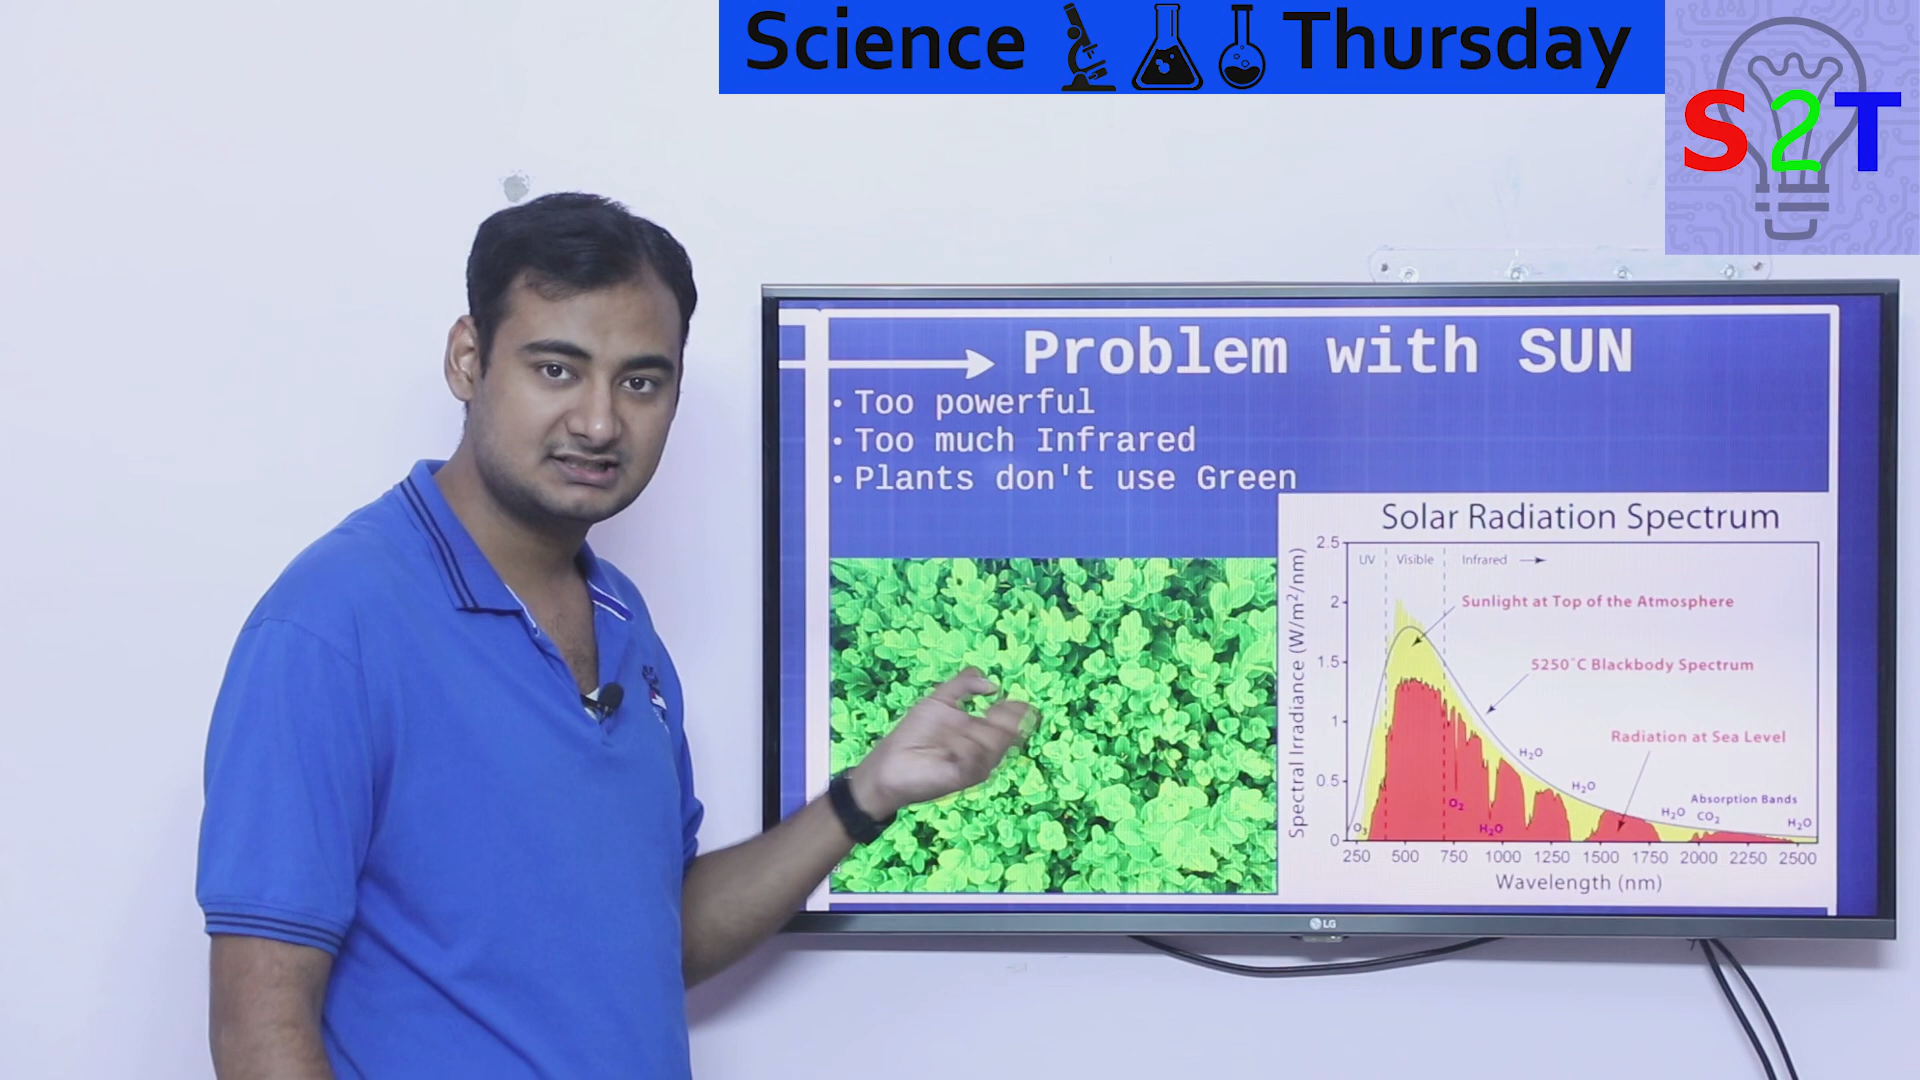 Science Thursday
S2T
Problem with SUN
• Too powerful
• Too much Infrared
• Plants don't use Green
Solar Radiation Spectrum
UV Visible Infrared
Sunlight at Top of the Atmosphere
5250°C Blackbody Spectrum
Radiation at Sea Level
H₂O
H₂O
H₂O
Absorption Bands
CO₂
H₂O
O₂
H₂O
O₃
Spectral Irradiance (W/m²/nm)
2.5
2
1.5
1
0.5
0
250 500 750 1000 1250 1500 1750 2000 2250 2500
Wavelength (nm)
LG